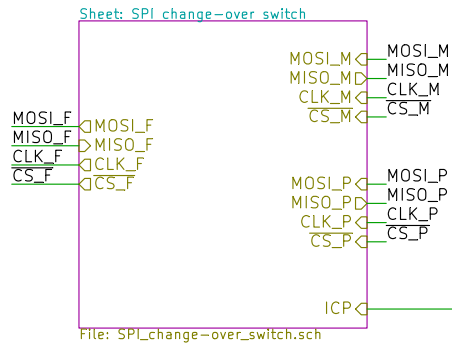 Sheet: SPI change-over switch
MOSI_F
MISO_F
CLK_F
CS_F
MOSI_F
MISO_F
CLK_F
CS_F
MOSI_M
MISO_M
CLK_M
CS_M
MOSI_M
MISO_M
CLK_M
CS_M
MOSI_P
MISO_P
CLK_P
CS_P
MOSI_P
MISO_P
CLK_P
CS_P
ICP
File: SPI_change-over_switch.sch